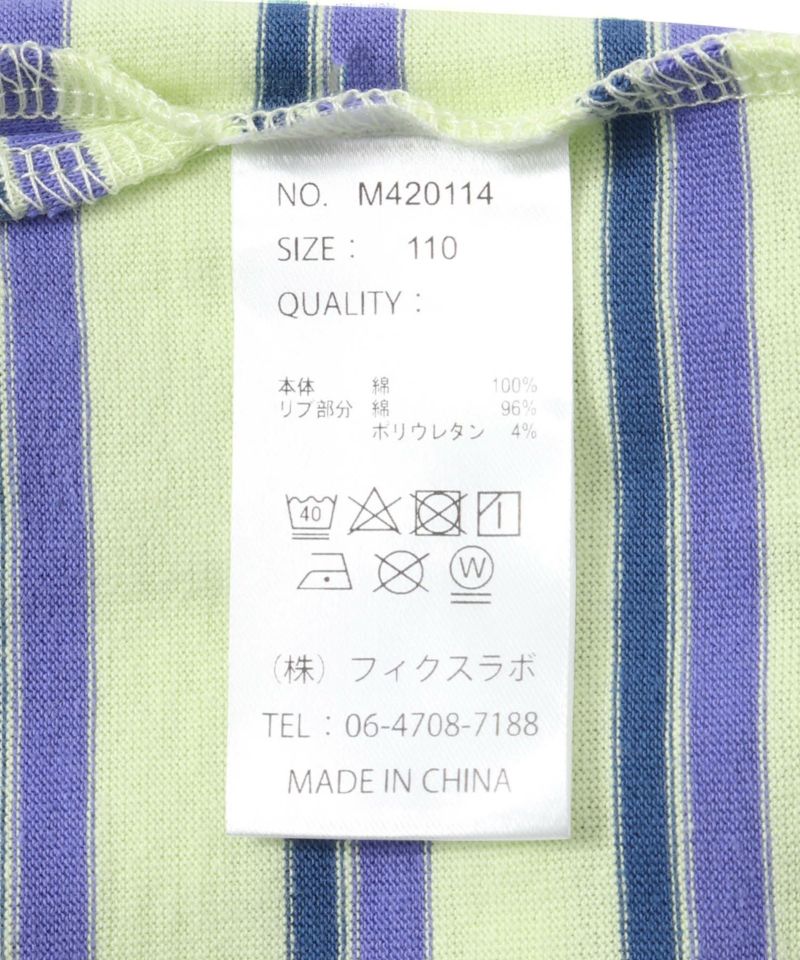 NO. M420114
SIZE： 110
QUALITY：
本体 綿 100%
リブ部分 綿 96%
ポリウレタン 4%
40
W
（株）フィクスラボ
TEL：06-4708-7188
MADE IN CHINA